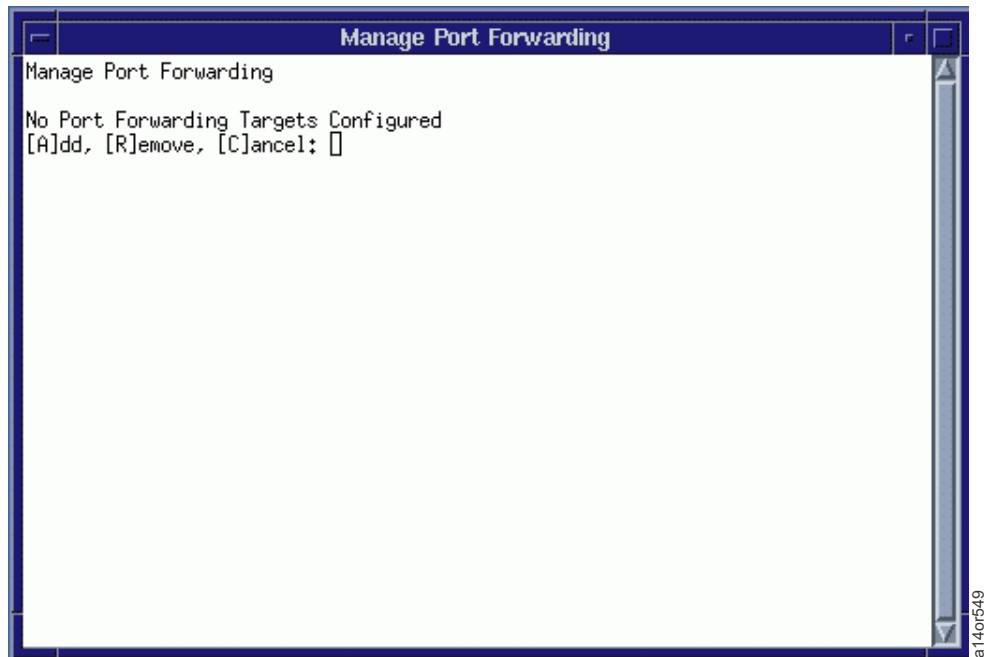 Manage Port Forwarding
Manage Port Forwarding
No Port Forwarding Targets Configured
[A]dd, [R]emove, [C]ancel:
a14or549